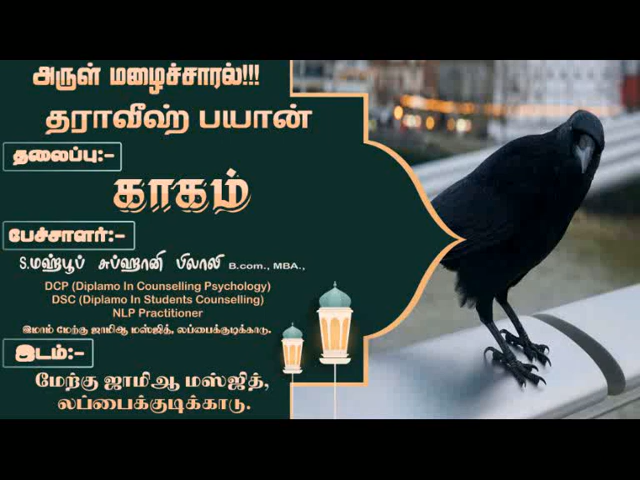 அருள் மழைச்சாரல்!!!
தராவீஹ் பயான்
தலைப்பு:-
காகம்
பேச்சாளர்:-
S.மஹ்பூப் சுப்ஹானி பிலாலி B.com., MBA.,
DCP (Diplamo In Counselling Psychology)
DSC (Diplamo In Students Counselling)
NLP Practitioner
இமாம் மேற்கு ஜாமிஆ மஸ்ஜித், லப்பைக்குடிக்காடு.
இடம்:-
மேற்கு ஜாமிஆ மஸ்ஜித்,
லப்பைக்குடிக்காடு.